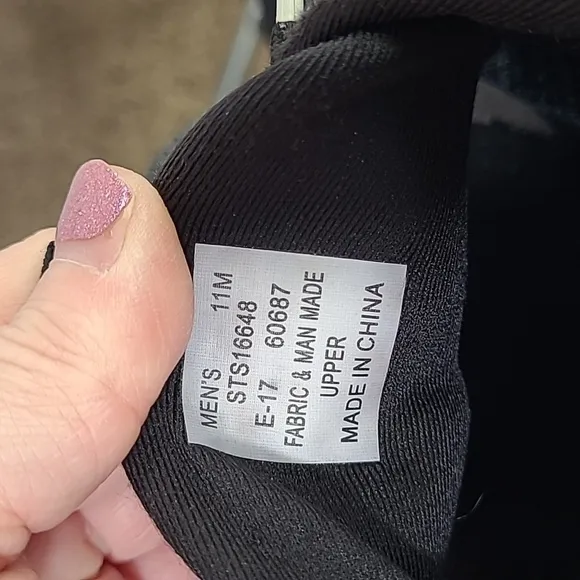 MEN'S 11M
STS16648
E-17 60687
FABRIC & MAN MADE
UPPER
MADE IN CHINA